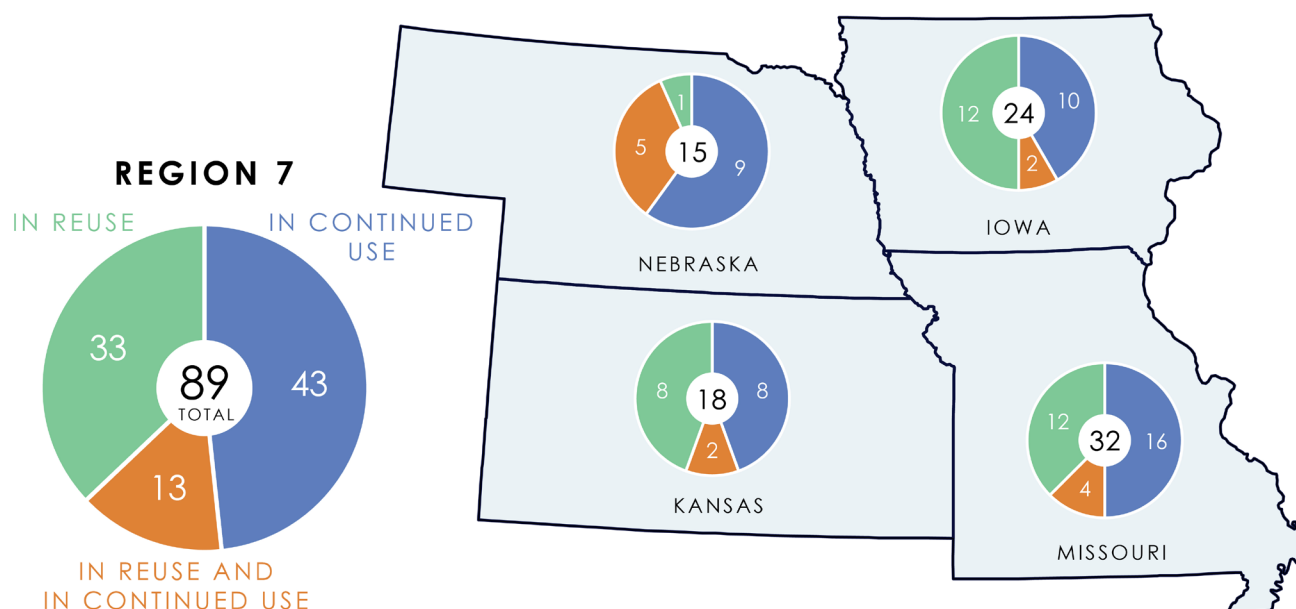 REGION 7
IN REUSE
IN CONTINUED
USE
33
43
89
TOTAL
13
IN REUSE AND
IN CONTINUED USE
1
5
15
9
NEBRASKA
12
24
10
2
IOWA
8
18
8
2
KANSAS
12
32
16
4
MISSOURI